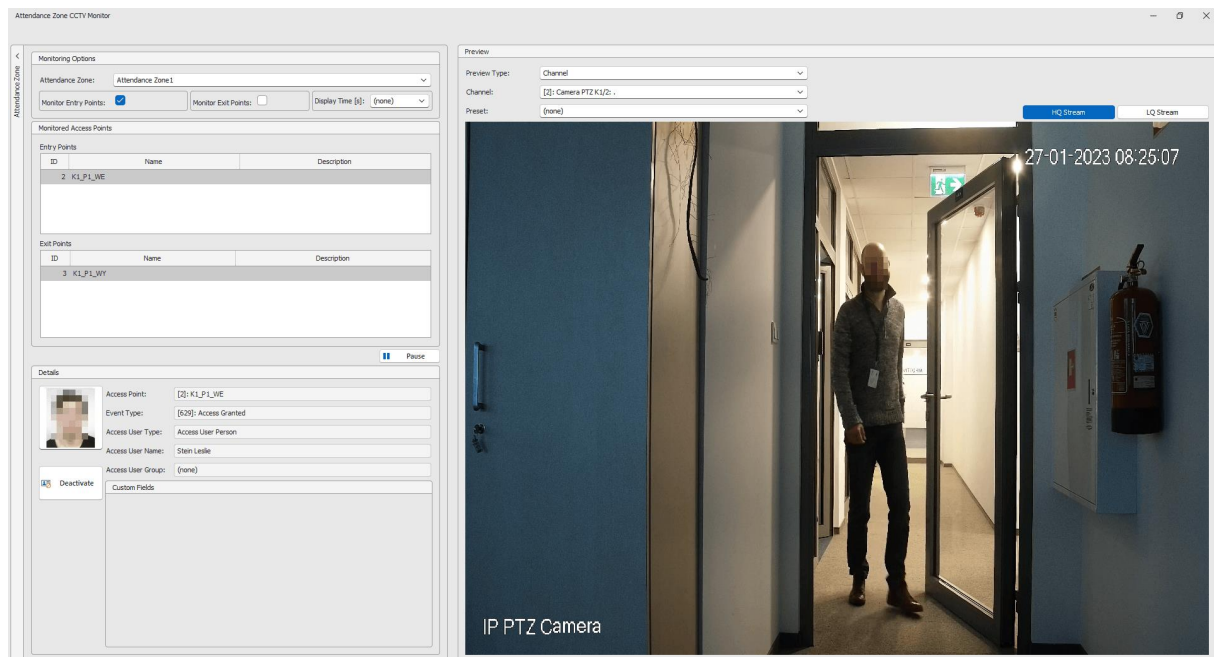 Attendance Zone CCTV Monitor
Attendance Zone
Monitoring Options
Attendance Zone: Attendance Zone1
Monitor Entry Points:
Monitor Exit Points:
Display Time [s]: (none)
Monitored Access Points
Entry Points
ID Name Description
2 K1_P1_WE
Exit Points
ID Name Description
3 K1_P1_WY
Pause
Details
Access Point: [2]: K1_P1_WE
Event Type: [629]: Access Granted
Access User Type: Access User Person
Access User Name: Stein Leslie
Access User Group: (none)
Deactivate
Custom Fields
Preview
Preview Type: Channel
Channel: [2]: Camera PTZ K1/2: .
Preset: (none)
HQ Stream
LQ Stream
27-01-2023 08:25:07
IP PTZ Camera